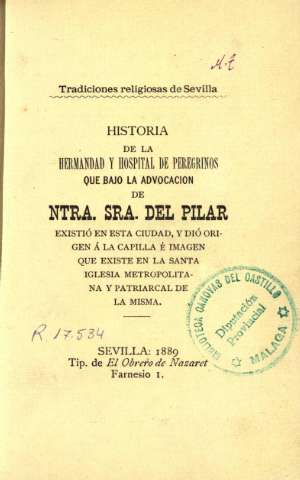 M-Z
Tradiciones religiosas de Sevilla
HISTORIA
DE LA
HERMANDAD Y HOSPITAL DE PEREGRINOS
QUE BAJO LA ADVOCACION
DE
NTRA. SRA. DEL PILAR
EXISTIÓ EN ESTA CIUDAD, Y DIÓ ORI-
GEN Á LA CAPILLA É IMAGEN
QUE EXISTE EN LA SANTA
IGLESIA METROPOLITA-
NA Y PATRIARCAL DE
LA MISMA.
BIBLIOTECA CANOVAS DEL CASTILLO
Diputación
Provincial
MALAGA
R 17.534
SEVILLA: 1889
Tip. de El Obrero de Nazaret
Farnesio 1.